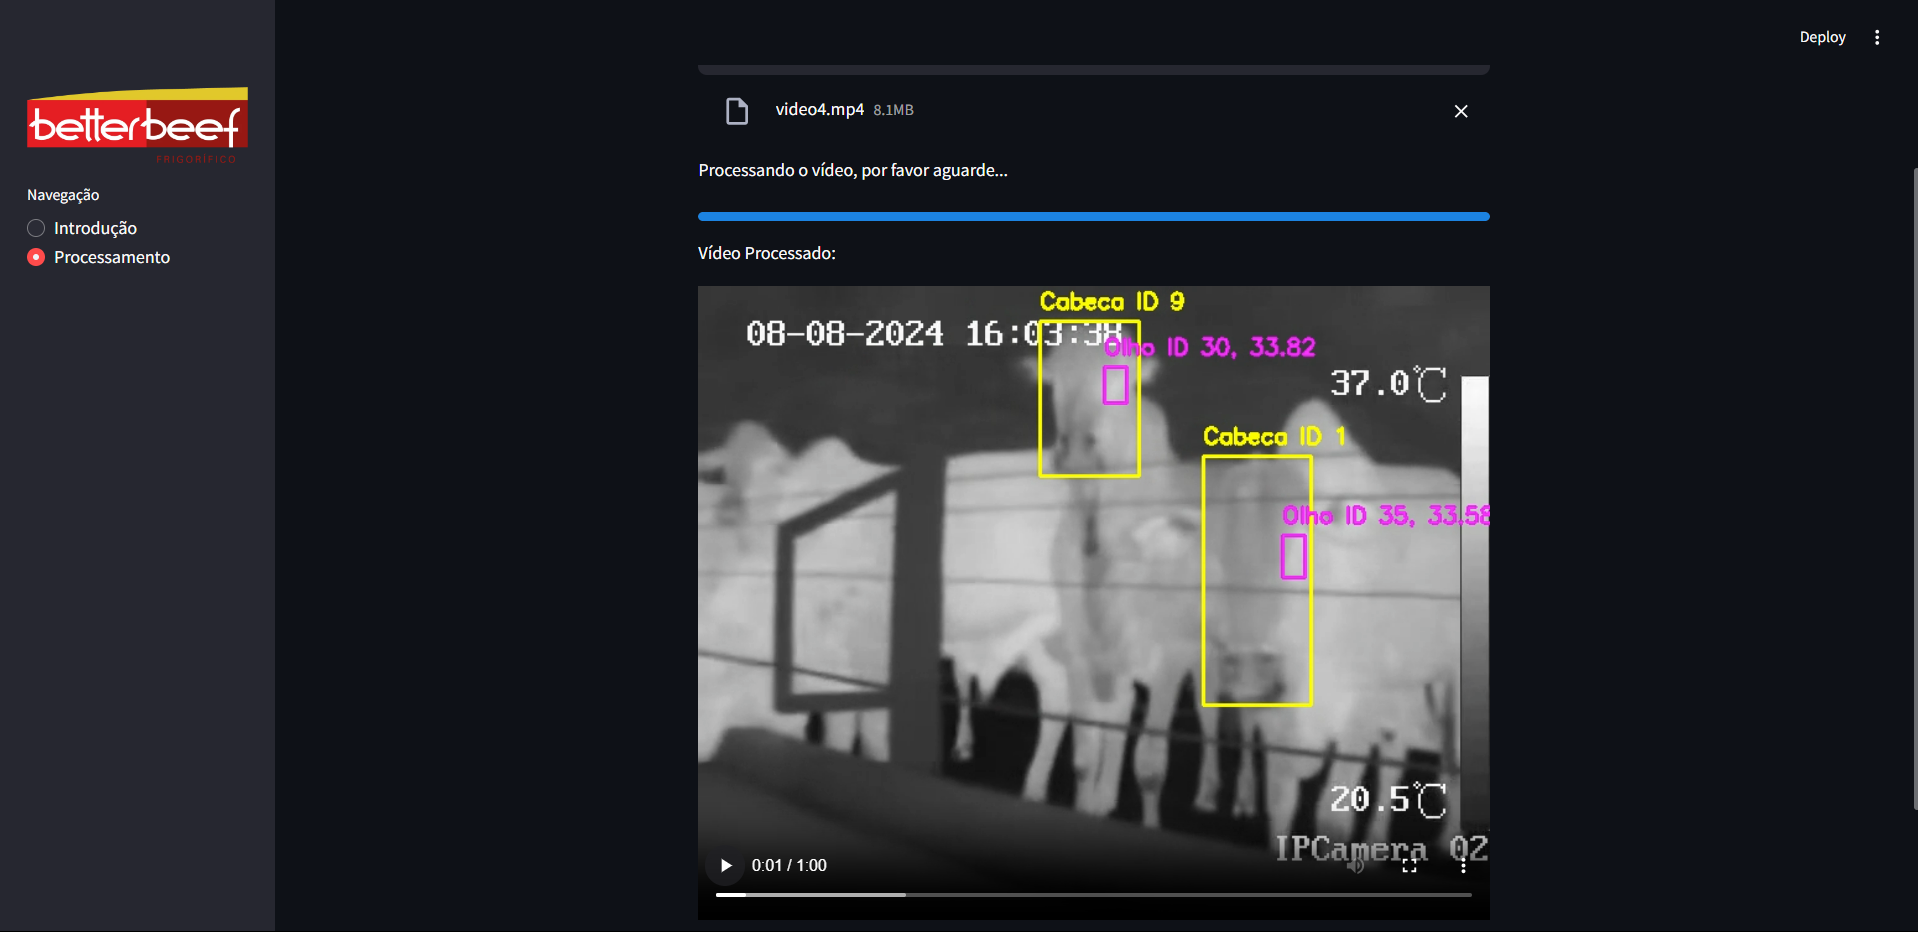 Deploy
betterbeef
FRIGORÍFICO
Navegação
Introdução
Processamento
video4.mp4 8.1MB
Processando o vídeo, por favor aguarde...
Vídeo Processado:
Cabeca ID 9
08-08-2024 16:03:38
Olho ID 30, 33.82
37.0℃
Cabeca ID 1
Olho ID 35, 33.58
20.5℃
IPCamera 02
0:01 / 1:00